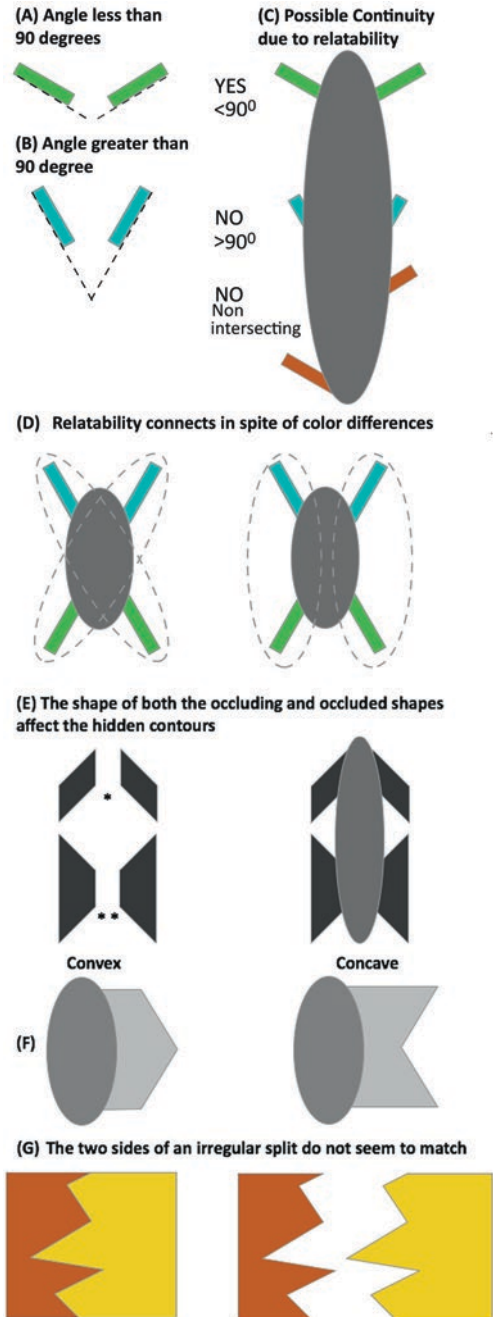 (A) Angle less than
90 degrees
(B) Angle greater than
90 degree
(C) Possible Continuity
due to relatability
YES
<90⁰
NO
>90⁰
NO
Non
intersecting
(D) Relatability connects in spite of color differences
(E) The shape of both the occluding and occluded shapes
affect the hidden contours
*
* *
Convex
Concave
(F)
(G) The two sides of an irregular split do not seem to match